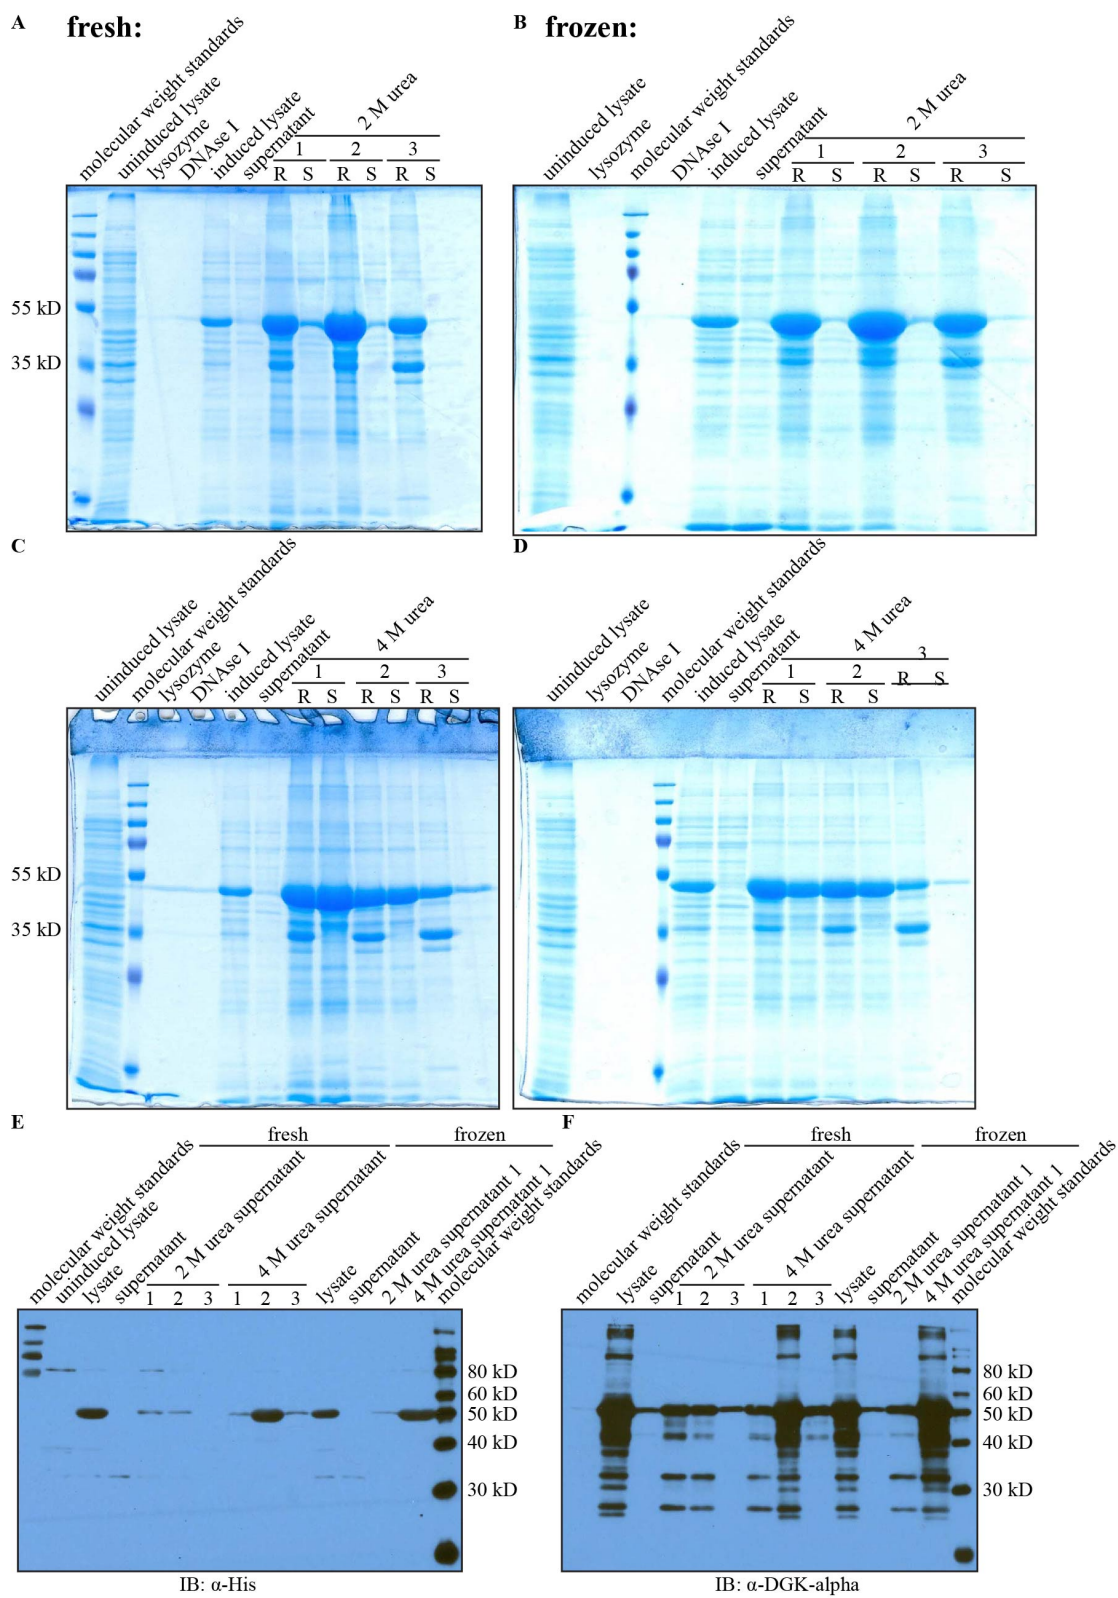 A fresh:
molecular weight standards
uninduced lysate
lysozyme
DNAse I
induced lysate
supernatant
2 M urea
1 2 3
R S R S R S
55 kD
35 kD
B frozen:
uninduced lysate
lysozyme
molecular weight standards
DNAse I
induced lysate
supernatant
2 M urea
1 2 3
R S R S R S
C
uninduced lysate
molecular weight standards
lysozyme
DNAse I
induced lysate
supernatant
4 M urea
1 2 3
R S R S R S
55 kD
35 kD
D
uninduced lysate
lysozyme
DNAse I
molecular weight standards
induced lysate
supernatant
4 M urea
1 2 3
R S R S R S
E
fresh frozen
molecular weight standards
uninduced lysate
lysate
supernatant
2 M urea supernatant
1 2 3
4 M urea supernatant
1 2 3
lysate
supernatant
2 M urea supernatant 1
4 M urea supernatant 1
molecular weight standards
80 kD
60 kD
50 kD
40 kD
30 kD
IB: α-His
F
fresh frozen
molecular weight standards
lysate
supernatant
2 M urea supernatant
1 2 3
4 M urea supernatant
1 2 3
lysate
supernatant
2 M urea supernatant 1
4 M urea supernatant 1
molecular weight standards
80 kD
60 kD
50 kD
40 kD
30 kD
IB: α-DGK-alpha